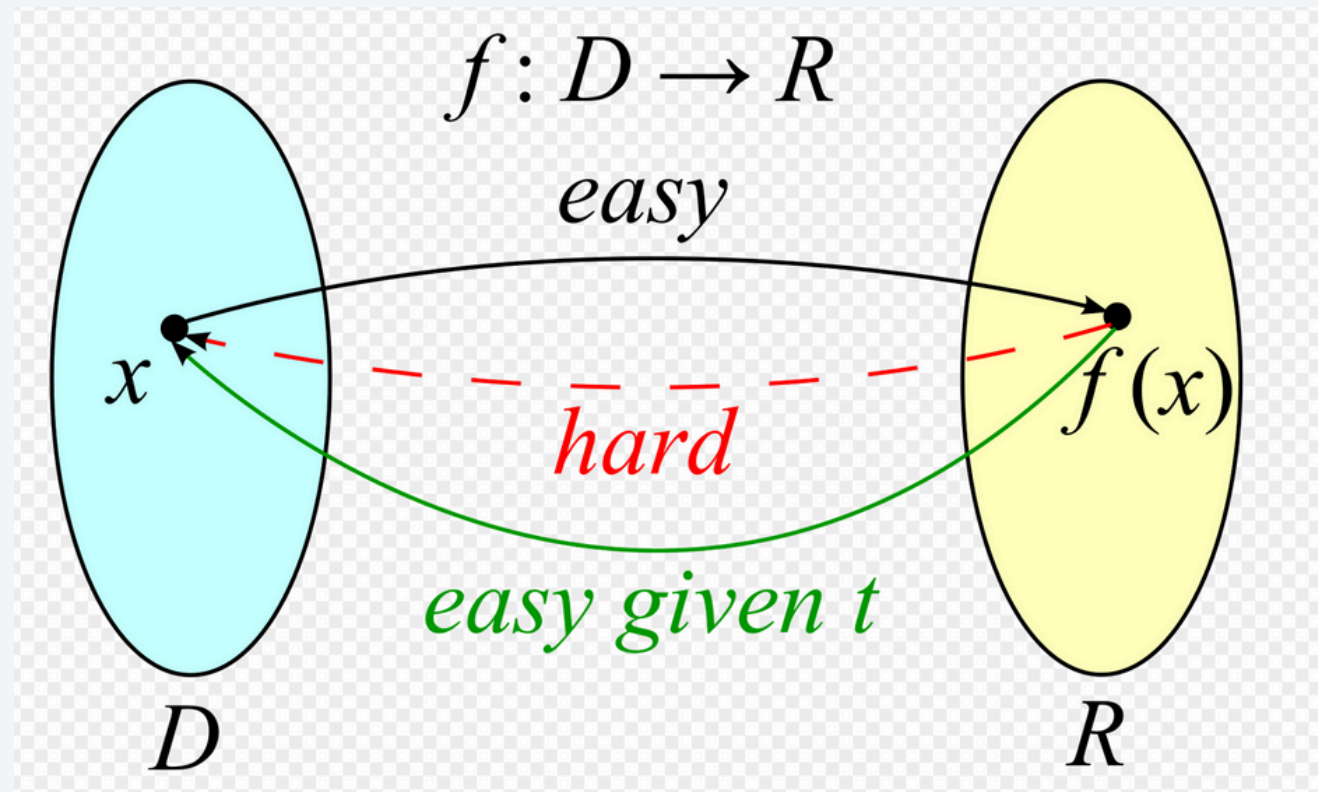 f : D → R
easy
x
f (x)
hard
easy given t
D
R